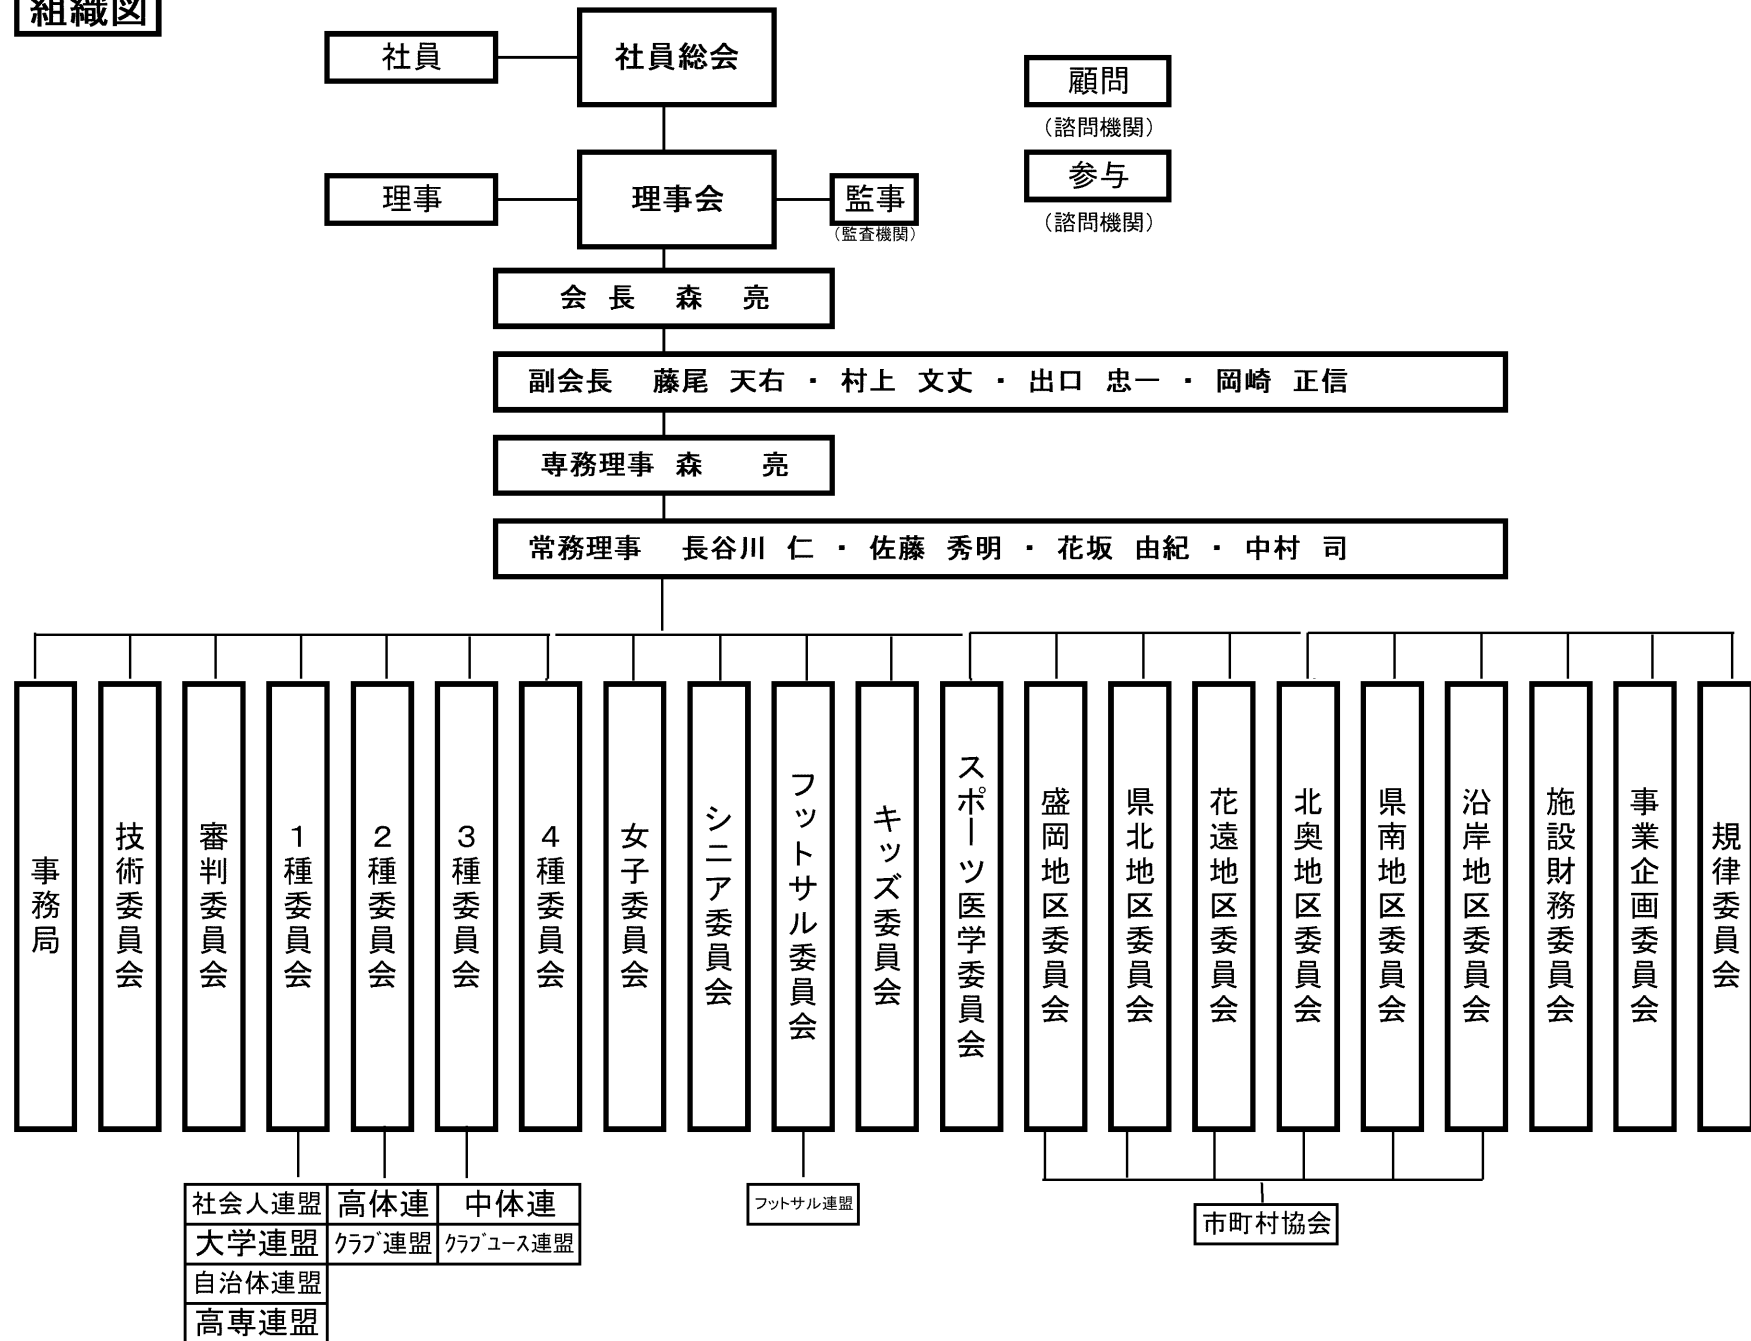 組織図
社員
社員総会
顧問
（諮問機関）
理事
理事会
監事
（監査機関）
参与
（諮問機関）
会 長 森 亮
副会長 藤尾 天右 ・ 村上 文丈 ・ 出口 忠一 ・ 岡崎 正信
専務理事 森 亮
常務理事 長谷川 仁 ・ 佐藤 秀明 ・ 花坂 由紀 ・ 中村 司
事務局
技術委員会
審判委員会
１種委員会
２種委員会
３種委員会
４種委員会
女子委員会
シニア委員会
フットサル委員会
キッズ委員会
スポーツ医学委員会
盛岡地区委員会
県北地区委員会
花遠地区委員会
北奥地区委員会
県南地区委員会
沿岸地区委員会
施設財務委員会
事業企画委員会
規律委員会
社会人連盟
高体連
中体連
大学連盟
ｸﾗﾌﾞ連盟
ｸﾗﾌﾞﾕｰｽ連盟
自治体連盟
高専連盟
フットサル連盟
市町村協会